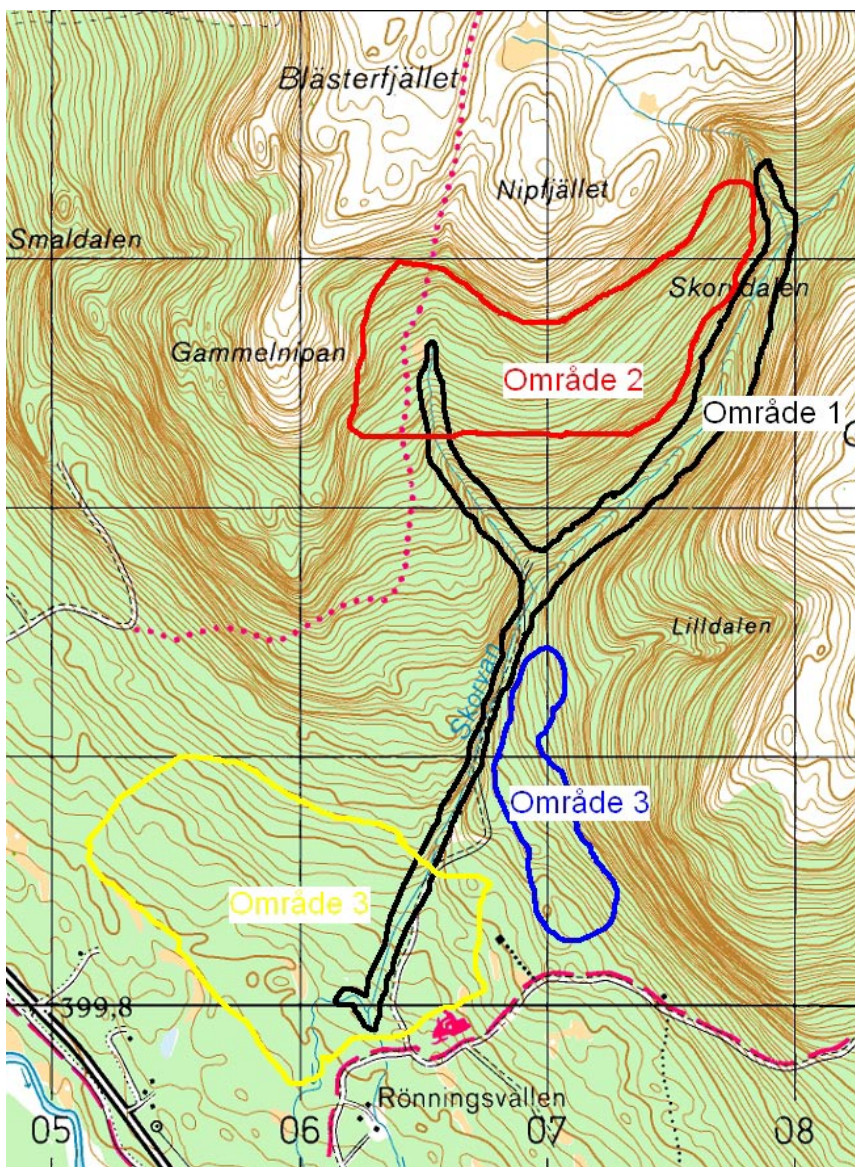 Blästerfjället
Nipfjället
Smaldalen
Skordalen
Gammelnipan
Område 2
Område 1
Lilldalen
Skorvan
Område 3
Område 3
399,8
Rönningsvallen
05
06
07
08